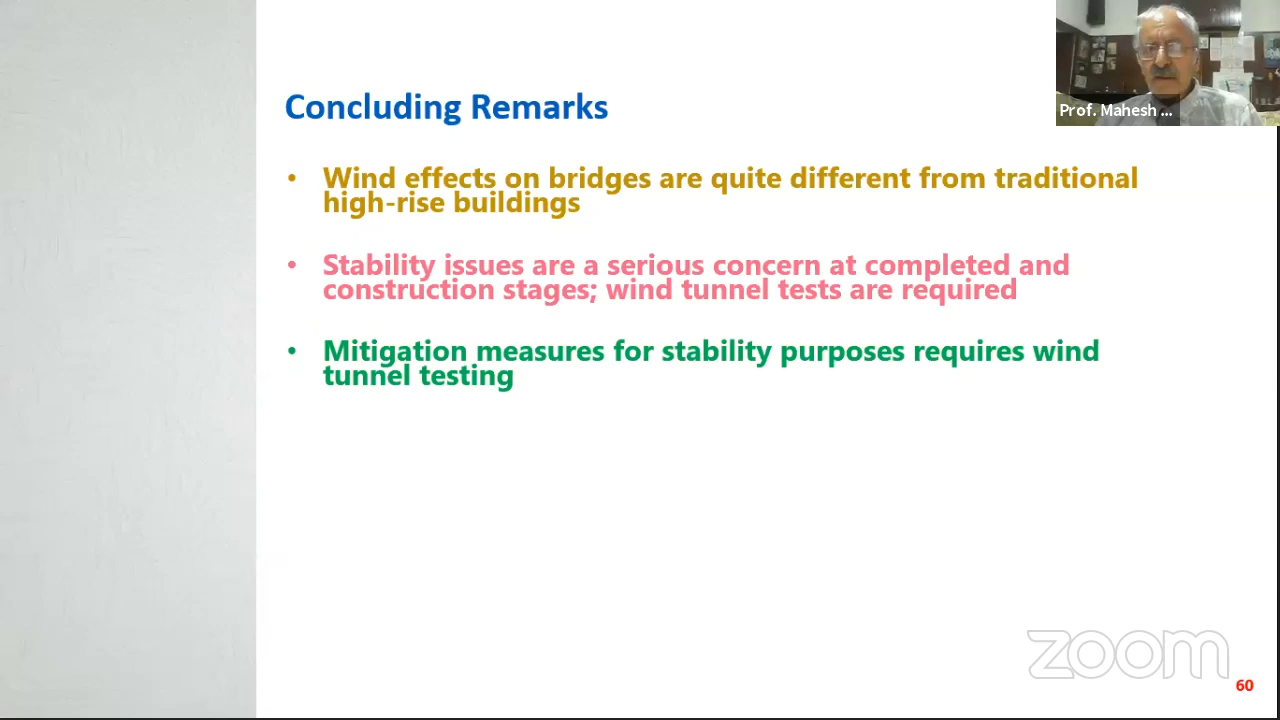 Concluding Remarks
Prof. Mahesh ...
• Wind effects on bridges are quite different from traditional
high-rise buildings
• Stability issues are a serious concern at completed and
construction stages; wind tunnel tests are required
• Mitigation measures for stability purposes requires wind
tunnel testing
zoom
60